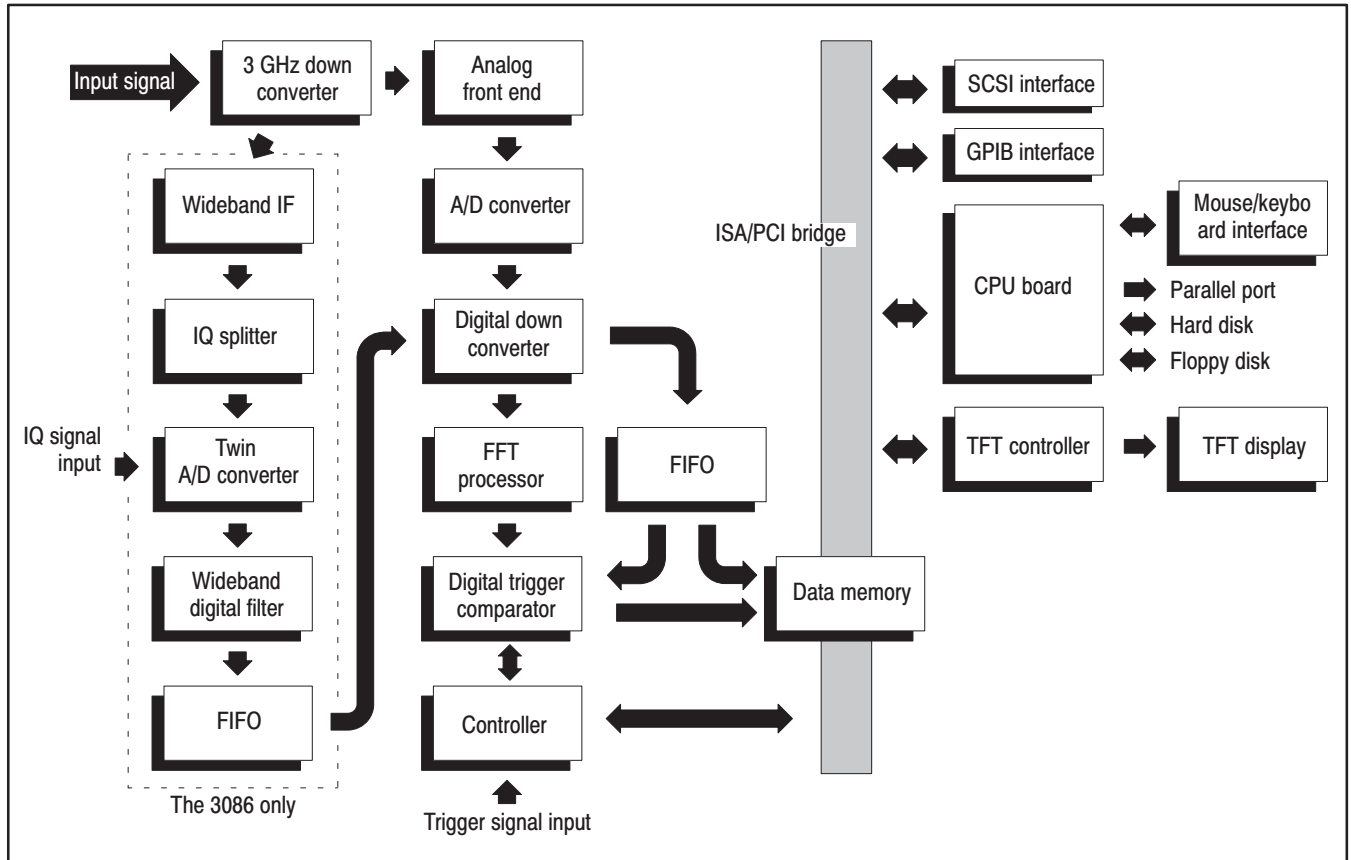 Input signal
3 GHz down
converter
Analog
front end
SCSI interface
GPIB interface
Wideband IF
A/D converter
ISA/PCI bridge
Mouse/keybo
ard interface
CPU board
Parallel port
Hard disk
Floppy disk
IQ splitter
Digital down
converter
IQ signal
input
Twin
A/D converter
FFT
processor
FIFO
TFT controller
TFT display
Wideband
digital filter
Digital trigger
comparator
Data memory
FIFO
Controller
The 3086 only
Trigger signal input